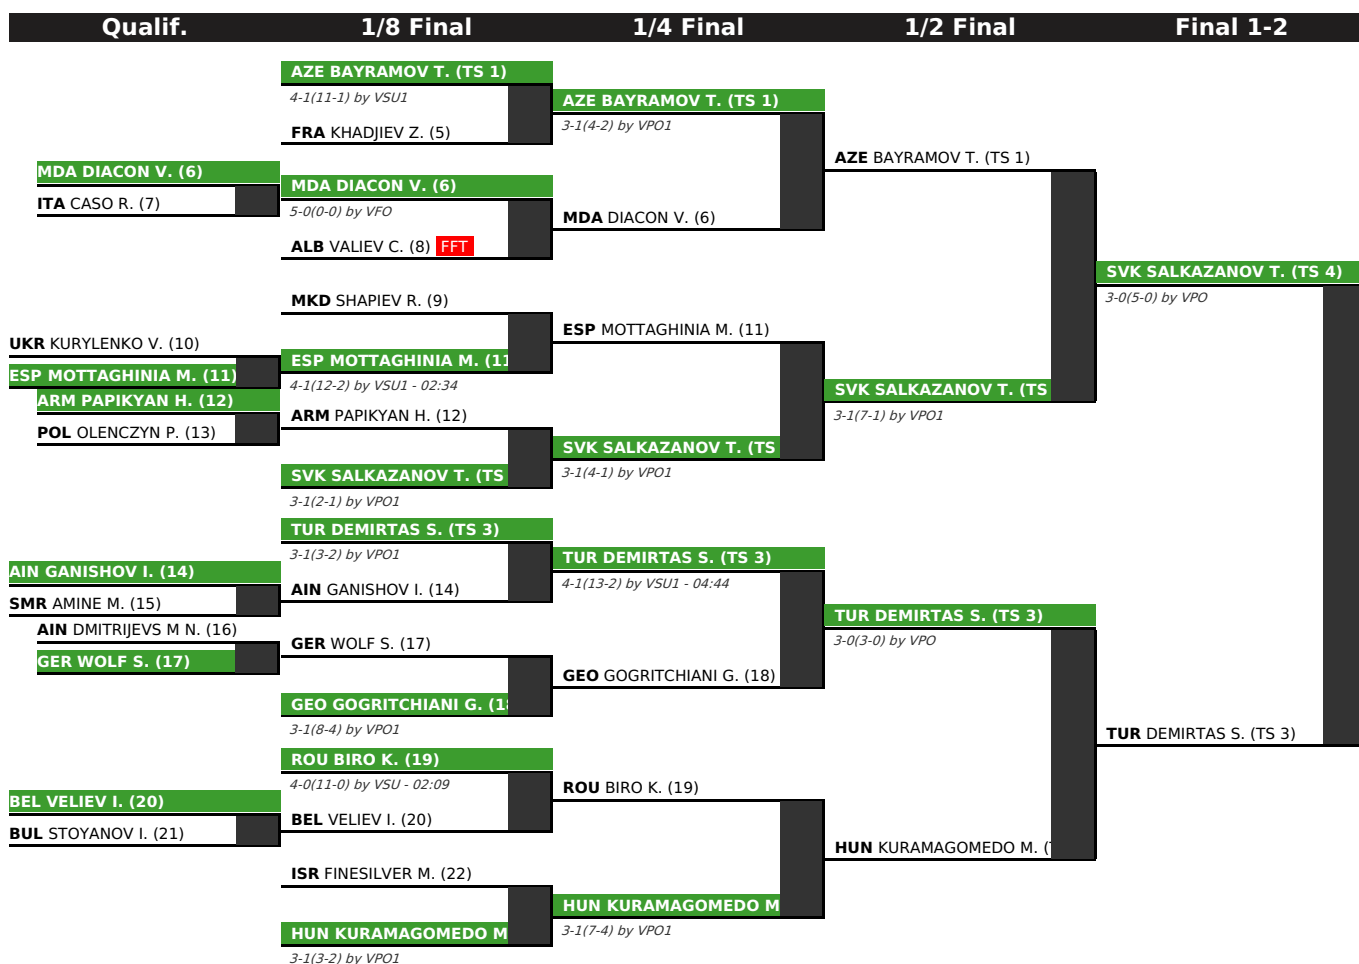 Qualif.
1/8 Final
1/4 Final
1/2 Final
Final 1-2
MDA DIACON V. (6)
ITA CASO R. (7)
UKR KURYLENKO V. (10)
ESP MOTTAGHINIA M. (11)
ARM PAPIKYAN H. (12)
POL OLENCZYN P. (13)
AIN GANISHOV I. (14)
SMR AMINE M. (15)
AIN DMITRIJEVS M N. (16)
GER WOLF S. (17)
BEL VELIEV I. (20)
BUL STOYANOV I. (21)
AZE BAYRAMOV T. (TS 1)
4-1(11-1) by VSU1
FRA KHADJIEV Z. (5)
MDA DIACON V. (6)
5-0(0-0) by VFO
ALB VALIEV C. (8) FFT
MKD SHAPIEV R. (9)
ESP MOTTAGHINIA M. (11
4-1(12-2) by VSU1 - 02:34
ARM PAPIKYAN H. (12)
SVK SALKAZANOV T. (TS
3-1(2-1) by VPO1
TUR DEMIRTAS S. (TS 3)
3-1(3-2) by VPO1
AIN GANISHOV I. (14)
GER WOLF S. (17)
GEO GOGRITCHIANI G. (18
3-1(8-4) by VPO1
ROU BIRO K. (19)
4-0(11-0) by VSU - 02:09
BEL VELIEV I. (20)
ISR FINESILVER M. (22)
HUN KURAMAGOMEDO M
3-1(3-2) by VPO1
AZE BAYRAMOV T. (TS 1)
3-1(4-2) by VPO1
MDA DIACON V. (6)
ESP MOTTAGHINIA M. (11)
SVK SALKAZANOV T. (TS
3-1(4-1) by VPO1
TUR DEMIRTAS S. (TS 3)
4-1(13-2) by VSU1 - 04:44
GEO GOGRITCHIANI G. (18)
ROU BIRO K. (19)
HUN KURAMAGOMEDO M
3-1(7-4) by VPO1
AZE BAYRAMOV T. (TS 1)
SVK SALKAZANOV T. (TS
3-1(7-1) by VPO1
TUR DEMIRTAS S. (TS 3)
3-0(3-0) by VPO
HUN KURAMAGOMEDO M. (
SVK SALKAZANOV T. (TS 4)
3-0(5-0) by VPO
TUR DEMIRTAS S. (TS 3)